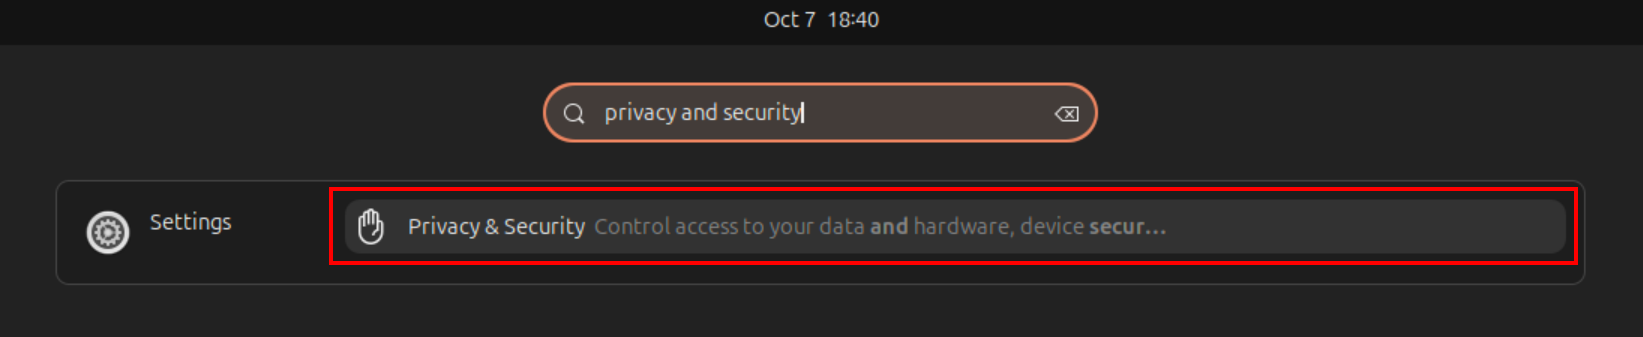 Oct 7 18:40
privacy and security
Settings
Privacy & Security Control access to your data and hardware, device secur...